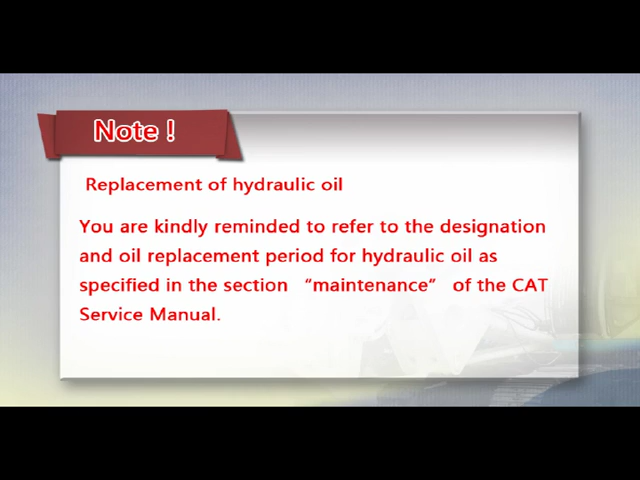 Note !
Replacement of hydraulic oil
You are kindly reminded to refer to the designation
and oil replacement period for hydraulic oil as
specified in the section “maintenance” of the CAT
Service Manual.